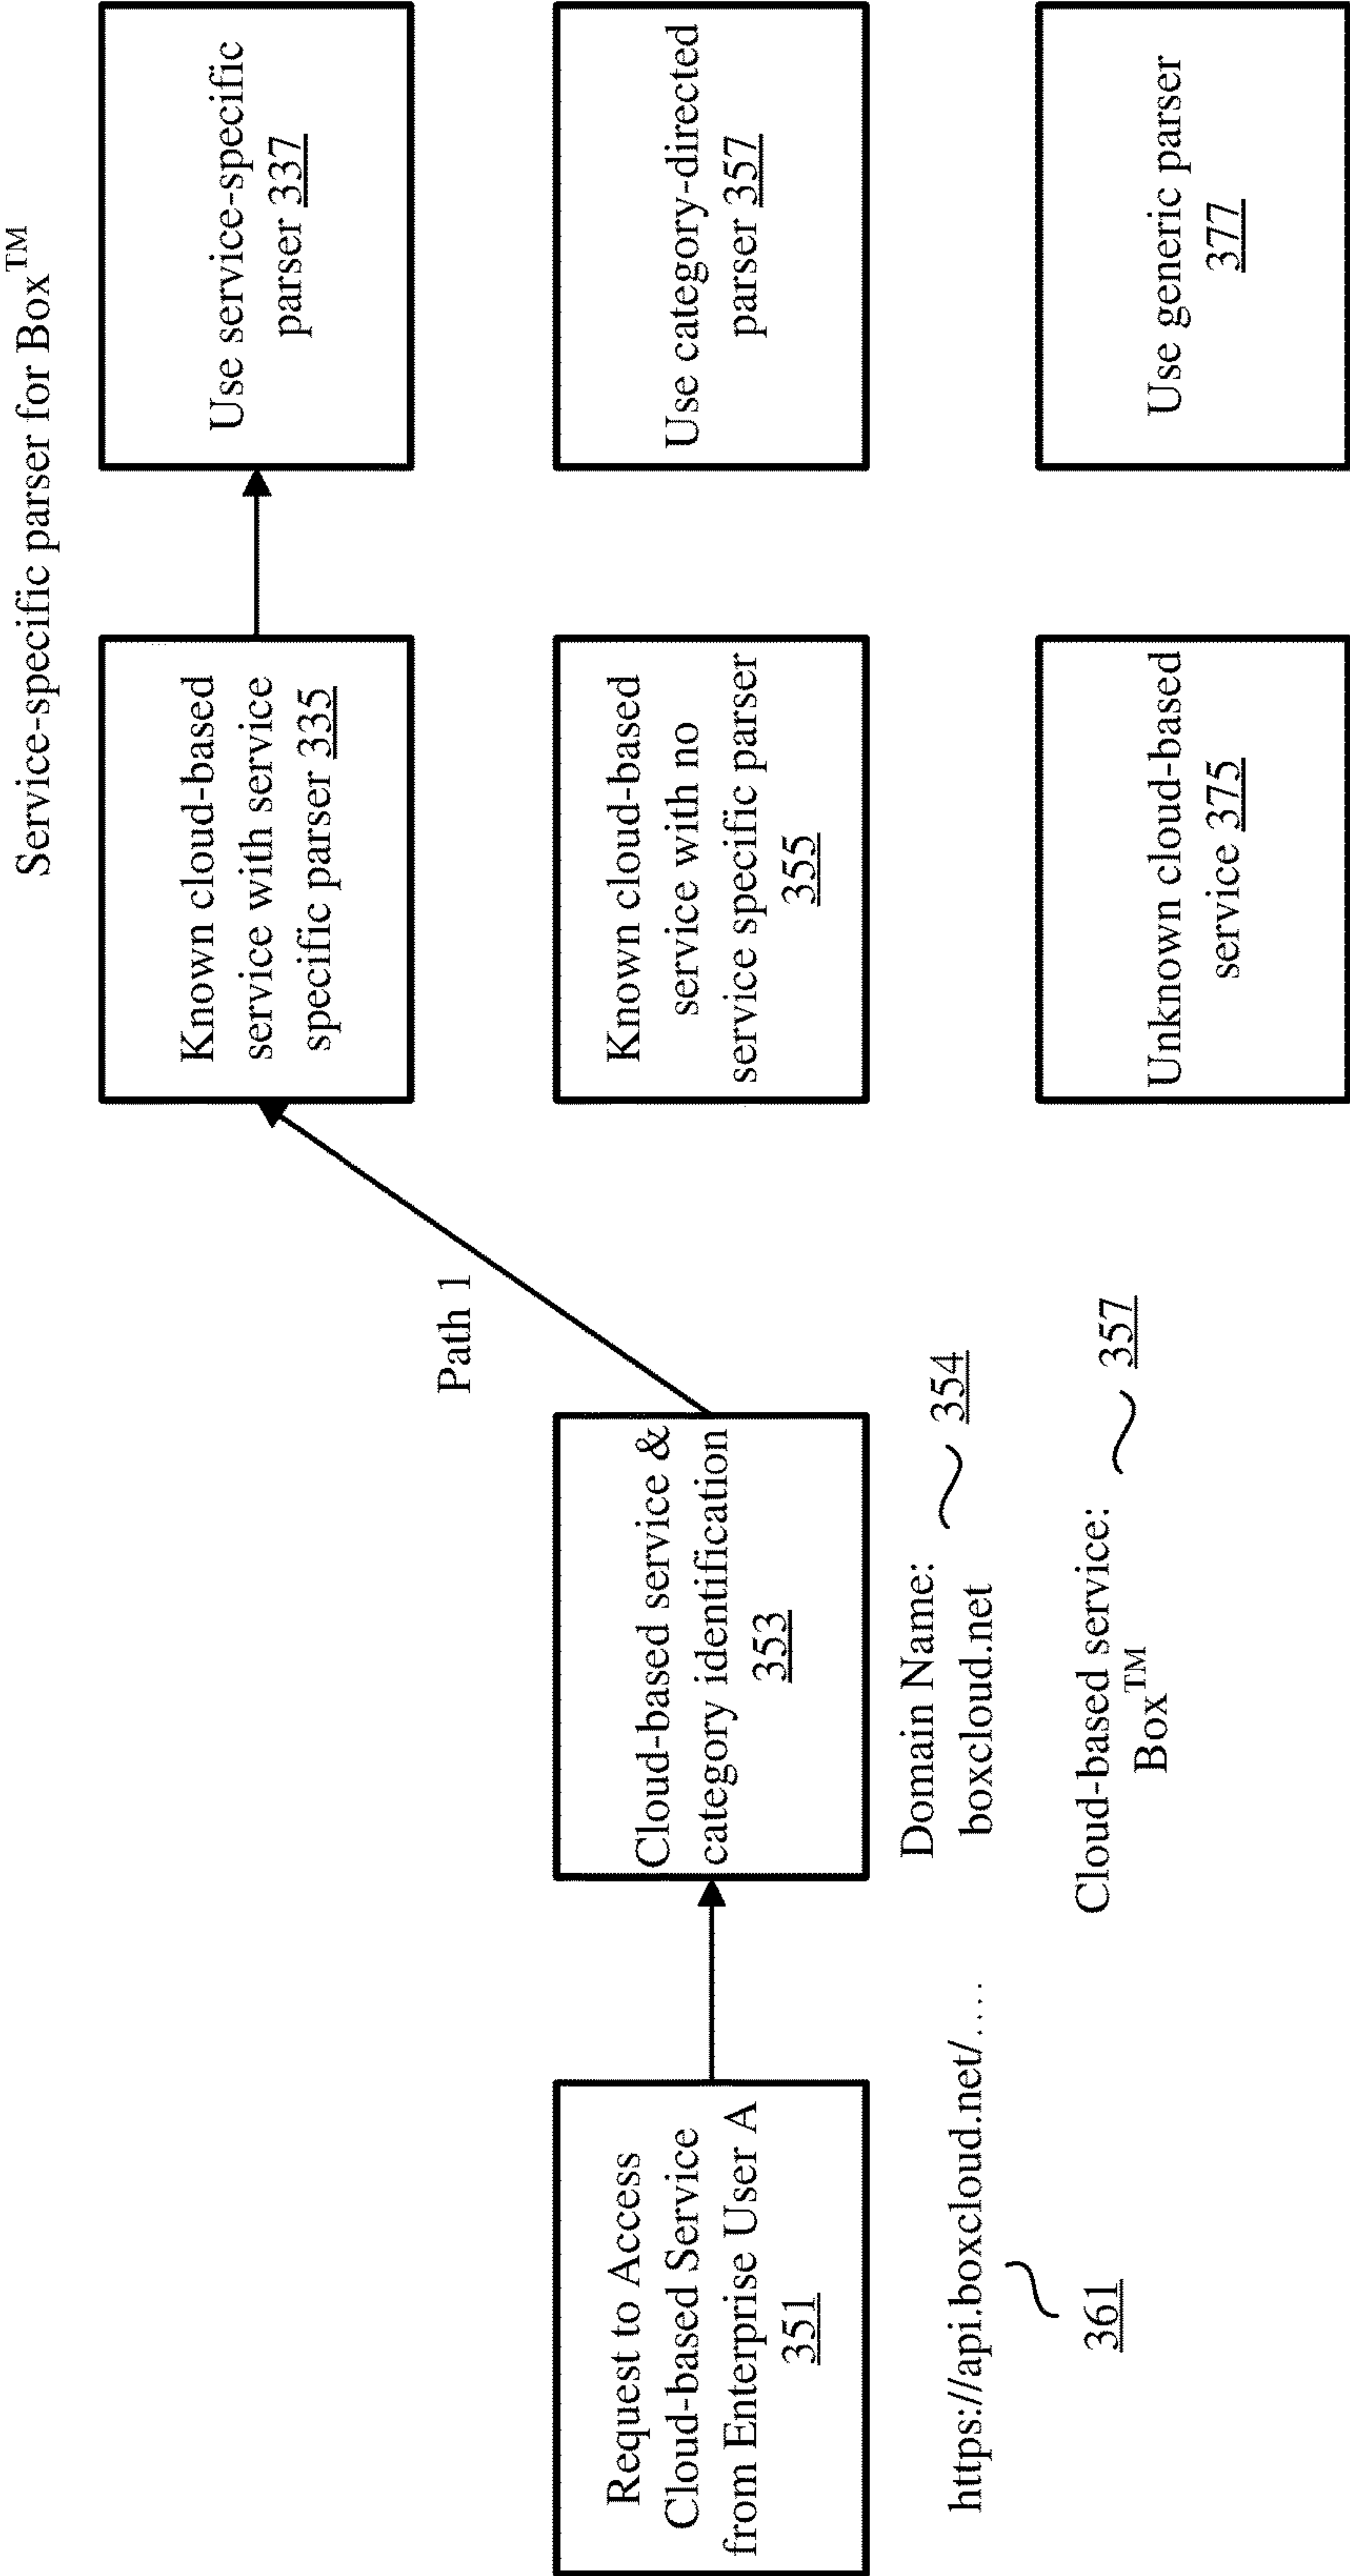 Service-specific parser for Box™
Request to Access
Cloud-based Service
from Enterprise User A
351
https://api.boxcloud.net/….
361
Cloud-based service &
category identification
353
Domain Name:
boxcloud.net
354
Cloud-based service:
Box™
357
Path 1
Known cloud-based
service with service
specific parser 335
Use service-specific
parser 337
Known cloud-based
service with no
service specific parser
355
Use category-directed
parser 357
Unknown cloud-based
service 375
Use generic parser
377